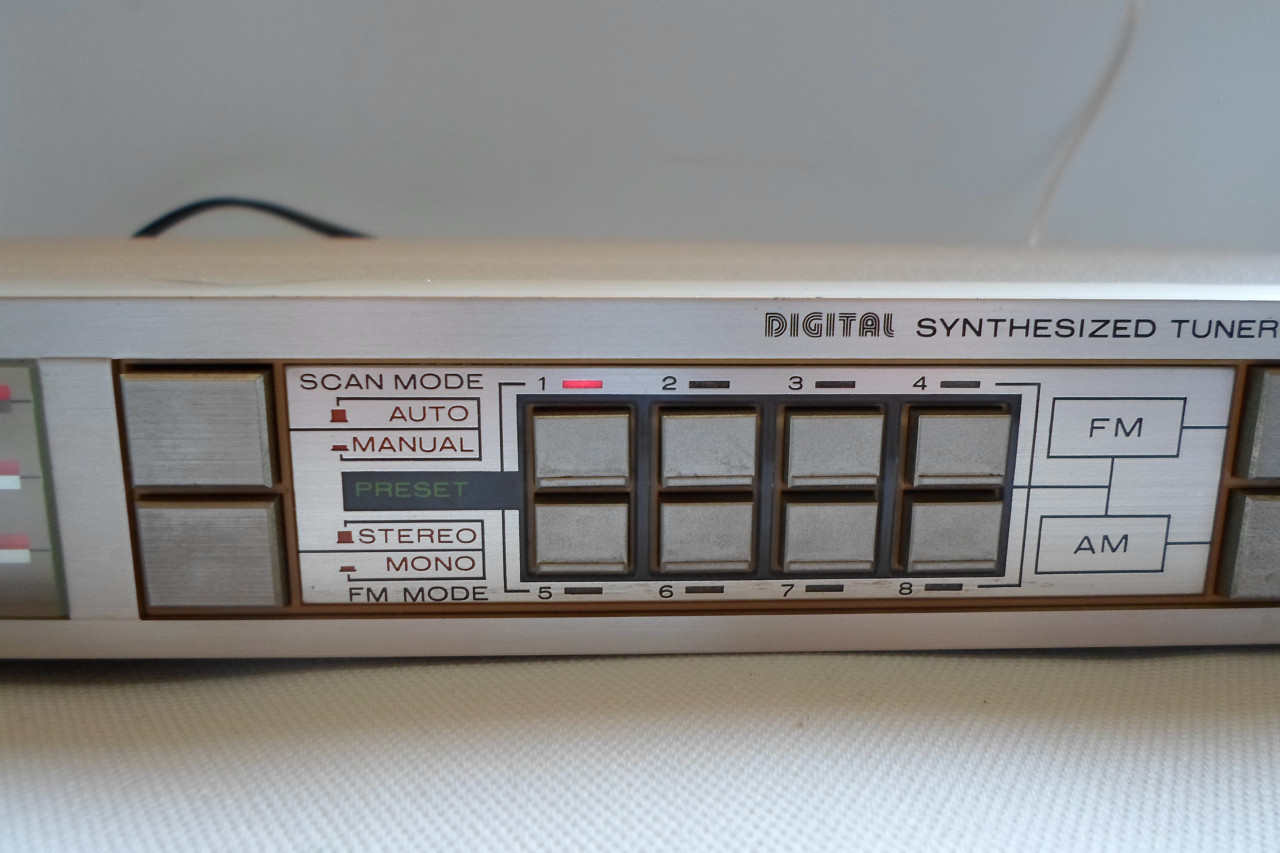 DIGITAL SYNTHESIZED TUNER
SCAN MODE
AUTO
MANUAL
PRESET
STEREO
MONO
FM MODE
1 2 3 4
5 6 7 8
FM
AM